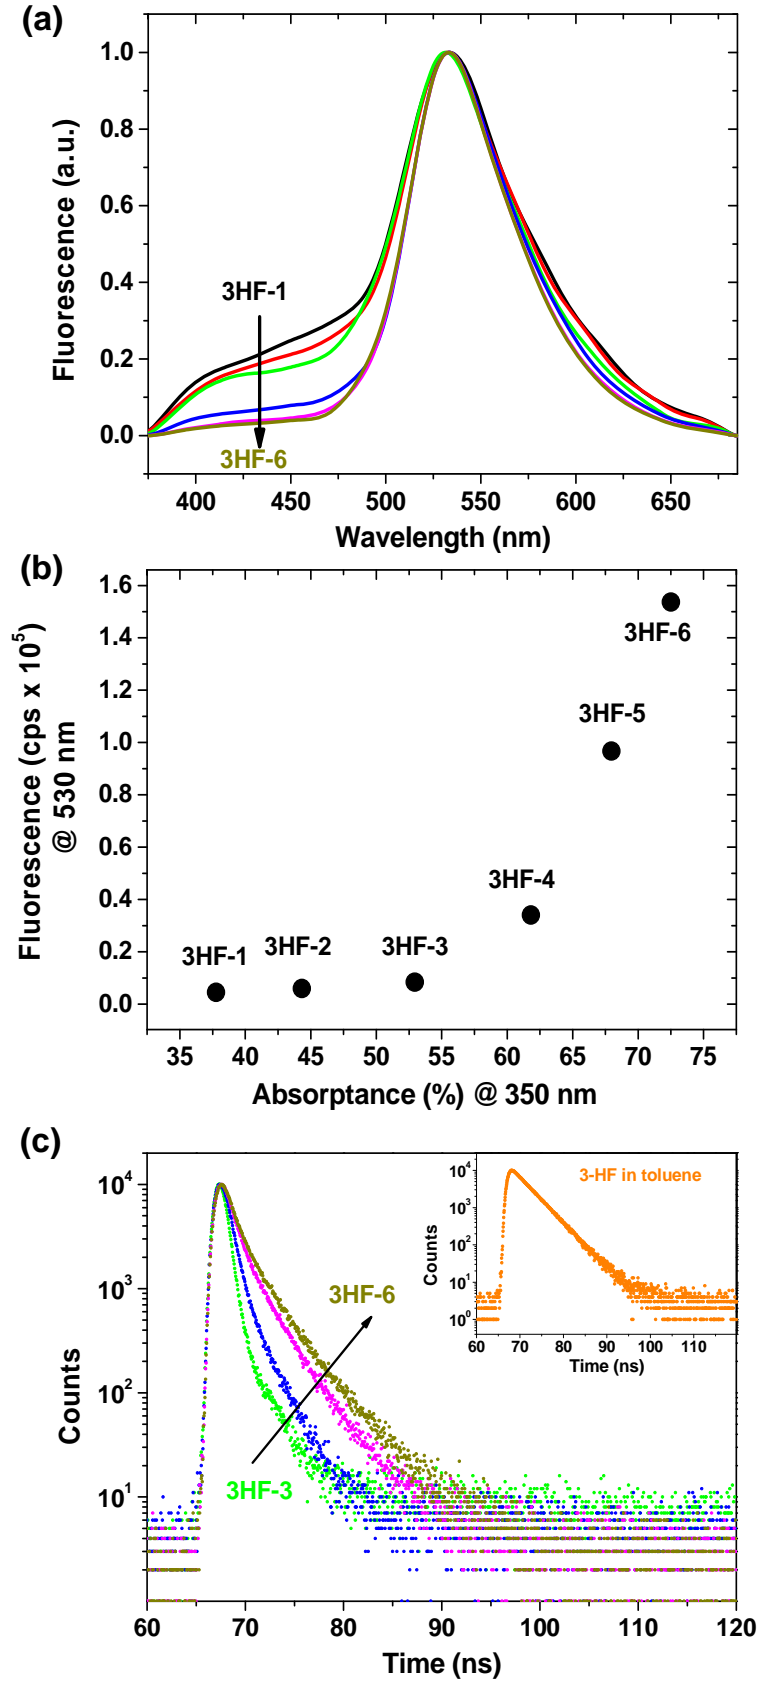 (a)
Fluorescence (a.u.)
1.0
0.8
0.6
0.4
0.2
0.0
3HF-1
3HF-6
400 450 500 550 600 650
Wavelength (nm)
(b)
Fluorescence (cps x 10⁵)
@ 530 nm
1.6
1.4
1.2
1.0
0.8
0.6
0.4
0.2
0.0
3HF-6
3HF-5
3HF-4
3HF-1 3HF-2 3HF-3
35 40 45 50 55 60 65 70 75
Absorptance (%) @ 350 nm
(c)
Counts
10⁴
10³
10²
10¹
3HF-6
3HF-3
60 70 80 90 100 110 120
Time (ns)
3-HF in toluene
Counts
10⁵
10⁴
10³
10²
10¹
10⁰
60 70 80 90 100 110
Time (ns)